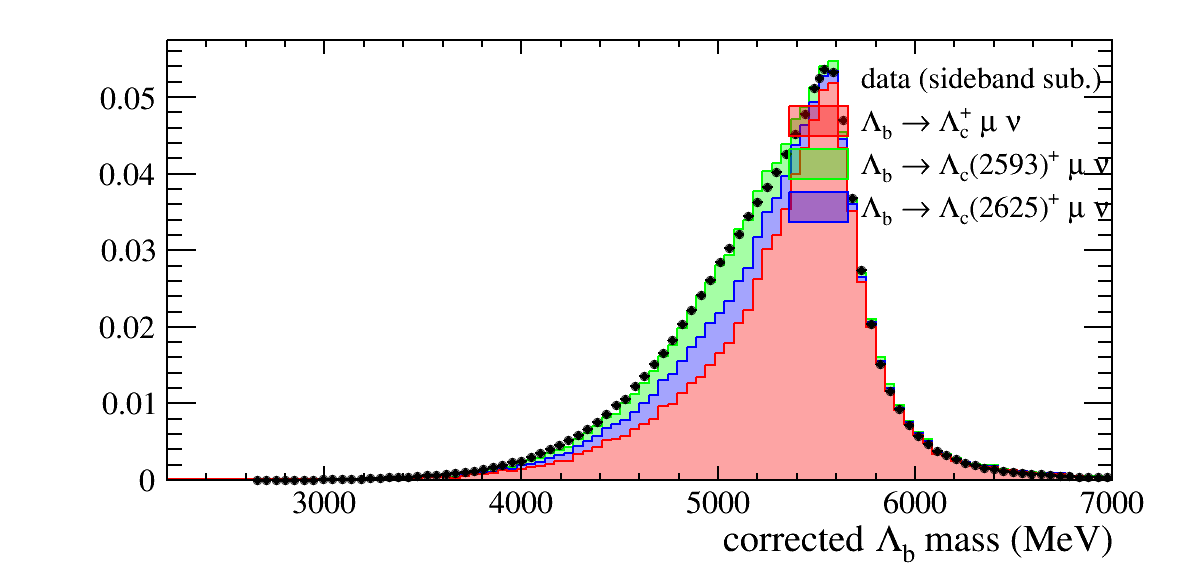 data (sideband sub.)
Λb → Λc+ μ ν
Λb → Λc(2593)+ μ ν
Λb → Λc(2625)+ μ ν
0.05
0.04
0.03
0.02
0.01
0
3000 4000 5000 6000 7000
corrected Λb mass (MeV)